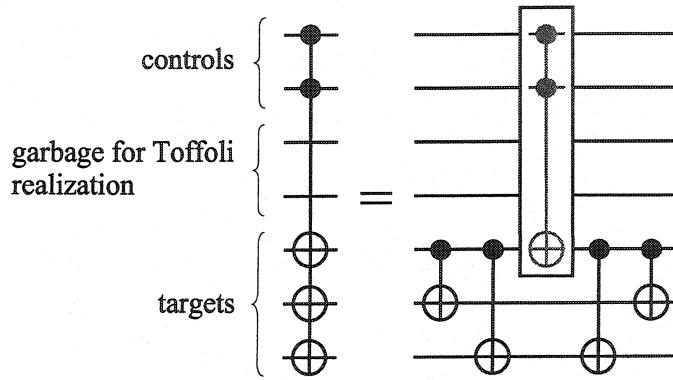 controls
garbage for Toffoli
realization
=
targets